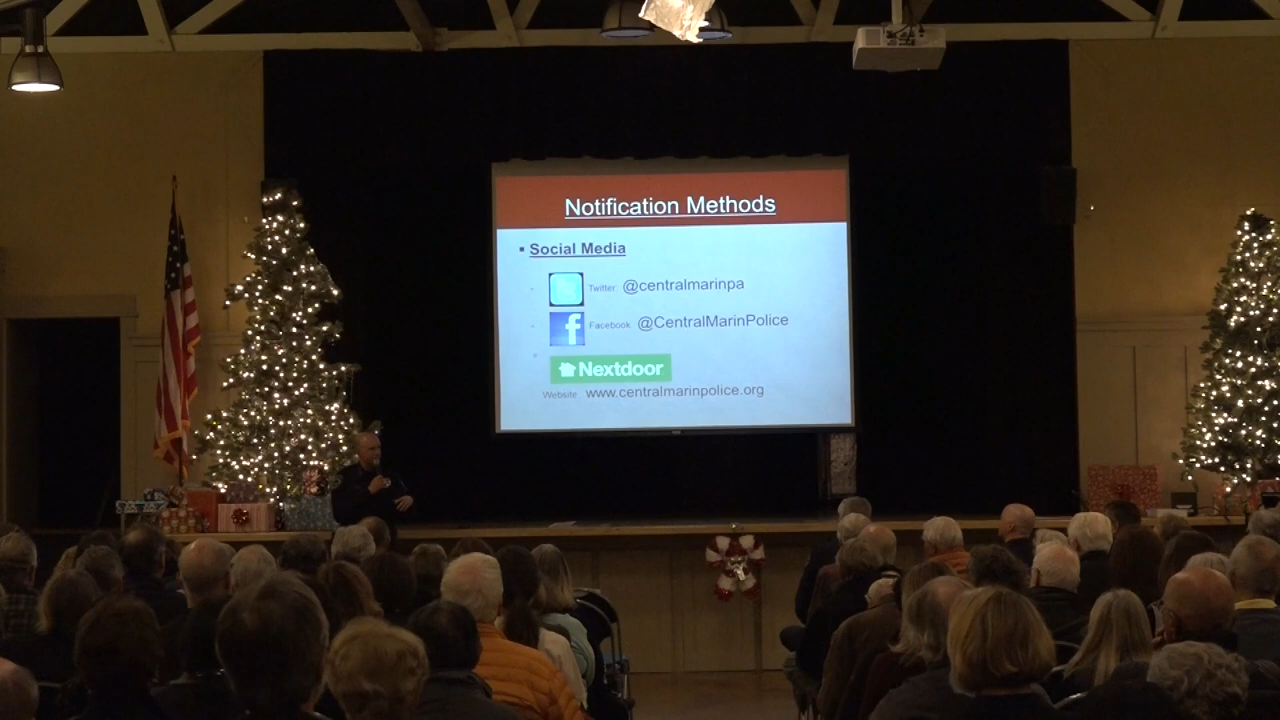 Notification Methods
▪ Social Media
Twitter: @centralmarinpa
Facebook @CentralMarinPolice
Nextdoor
Website www.centralmarinpolice.org